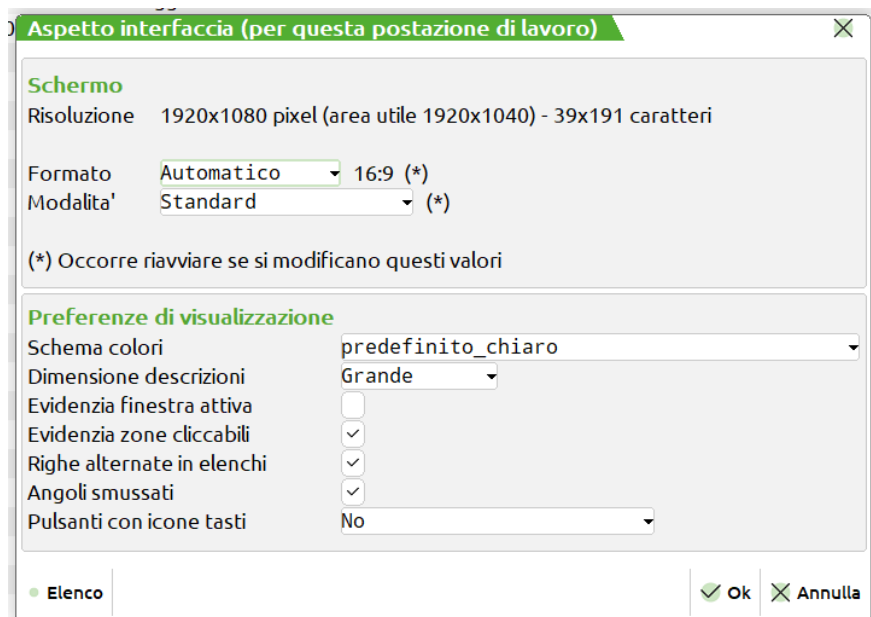 Aspetto interfaccia (per questa postazione di lavoro)
Schermo
Risoluzione 1920x1080 pixel (area utile 1920x1040) - 39x191 caratteri
Formato Automatico 16:9 (*)
Modalita' Standard (*)
(*) Occorre riavviare se si modificano questi valori
Preferenze di visualizzazione
Schema colori predefinito_chiaro
Dimensione descrizioni Grande
Evidenzia finestra attiva
Evidenzia zone cliccabili
Righe alternate in elenchi
Angoli smussati
Pulsanti con icone tasti No
Elenco Ok Annulla